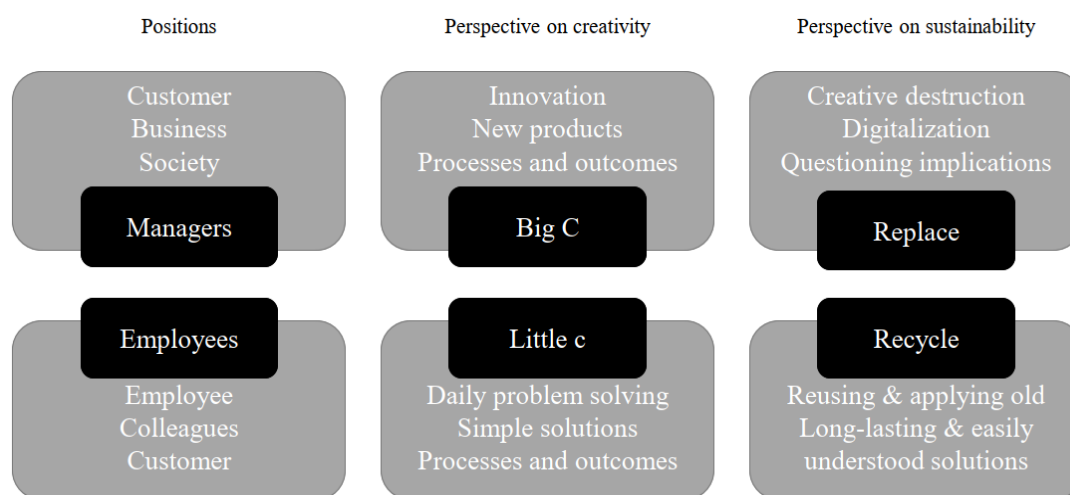 Positions
Perspective on creativity
Perspective on sustainability
Customer
Business
Society
Managers
Innovation
New products
Processes and outcomes
Big C
Creative destruction
Digitalization
Questioning implications
Replace
Employees
Employee
Colleagues
Customer
Little c
Daily problem solving
Simple solutions
Processes and outcomes
Recycle
Reusing & applying old
Long-lasting & easily
understood solutions